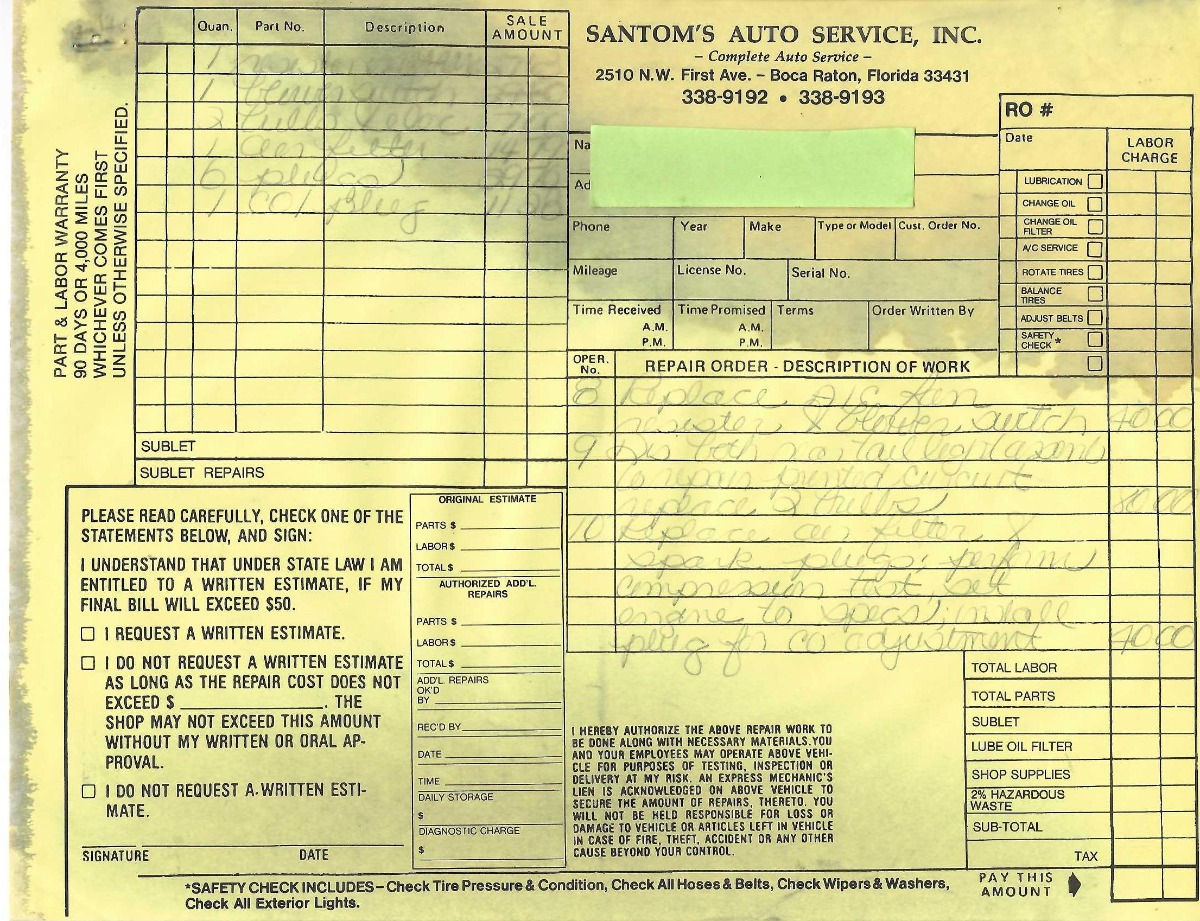 Quan. Part No. Description SALE AMOUNT
1
1 blower switch
2 bulbs
1 air filter 14
6 plugs
1 CO plug
SUBLET
SUBLET REPAIRS
PART & LABOR WARRANTY
90 DAYS OR 4,000 MILES
WHICHEVER COMES FIRST
UNLESS OTHERWISE SPECIFIED.
SANTOM'S AUTO SERVICE, INC.
– Complete Auto Service –
2510 N.W. First Ave. – Boca Raton, Florida 33431
338-9192 • 338-9193
Na
Ad
Phone Year Make Type or Model Cust. Order No.
Mileage License No. Serial No.
Time Received Time Promised Terms Order Written By
A.M. A.M.
P.M. P.M.
RO #
Date LABOR CHARGE
LUBRICATION
CHANGE OIL
CHANGE OIL FILTER
A/C SERVICE
ROTATE TIRES
BALANCE TIRES
ADJUST BELTS
SAFETY CHECK *
OPER. No. REPAIR ORDER - DESCRIPTION OF WORK
8 Replace A/C fan
resister & blower switch 40 00
9 Dis both rear tail light
to repair printed circuit
replace 2 bulbs 80 00
10 Replace air filter &
spark plugs, perform
compression test, set
engine to specs, install
plug for CO adjustment 40 00
PLEASE READ CAREFULLY, CHECK ONE OF THE
STATEMENTS BELOW, AND SIGN:
I UNDERSTAND THAT UNDER STATE LAW I AM
ENTITLED TO A WRITTEN ESTIMATE, IF MY
FINAL BILL WILL EXCEED $50.
I REQUEST A WRITTEN ESTIMATE.
I DO NOT REQUEST A WRITTEN ESTIMATE
AS LONG AS THE REPAIR COST DOES NOT
EXCEED $ ____________. THE
SHOP MAY NOT EXCEED THIS AMOUNT
WITHOUT MY WRITTEN OR ORAL AP-
PROVAL.
I DO NOT REQUEST A WRITTEN ESTI-
MATE.
SIGNATURE DATE
ORIGINAL ESTIMATE
PARTS $
LABOR $
TOTAL $
AUTHORIZED ADD'L.
REPAIRS
PARTS $
LABOR $
TOTAL $
ADD'L. REPAIRS
OK'D
BY
REC'D BY
DATE
TIME
DAILY STORAGE
$
DIAGNOSTIC CHARGE
$
I HEREBY AUTHORIZE THE ABOVE REPAIR WORK TO
BE DONE ALONG WITH NECESSARY MATERIALS. YOU
AND YOUR EMPLOYEES MAY OPERATE ABOVE VEHI-
CLE FOR PURPOSES OF TESTING, INSPECTION OR
DELIVERY AT MY RISK. AN EXPRESS MECHANIC'S
LIEN IS ACKNOWLEDGED ON ABOVE VEHICLE TO
SECURE THE AMOUNT OF REPAIRS, THERETO. YOU
WILL NOT BE HELD RESPONSIBLE FOR LOSS OR
DAMAGE TO VEHICLE OR ARTICLES LEFT IN VEHICLE
IN CASE OF FIRE, THEFT, ACCIDENT OR ANY OTHER
CAUSE BEYOND YOUR CONTROL.
TOTAL LABOR
TOTAL PARTS
SUBLET
LUBE OIL FILTER
SHOP SUPPLIES
2% HAZARDOUS WASTE
SUB-TOTAL
TAX
PAY THIS AMOUNT
*SAFETY CHECK INCLUDES – Check Tire Pressure & Condition, Check All Hoses & Belts, Check Wipers & Washers,
Check All Exterior Lights.